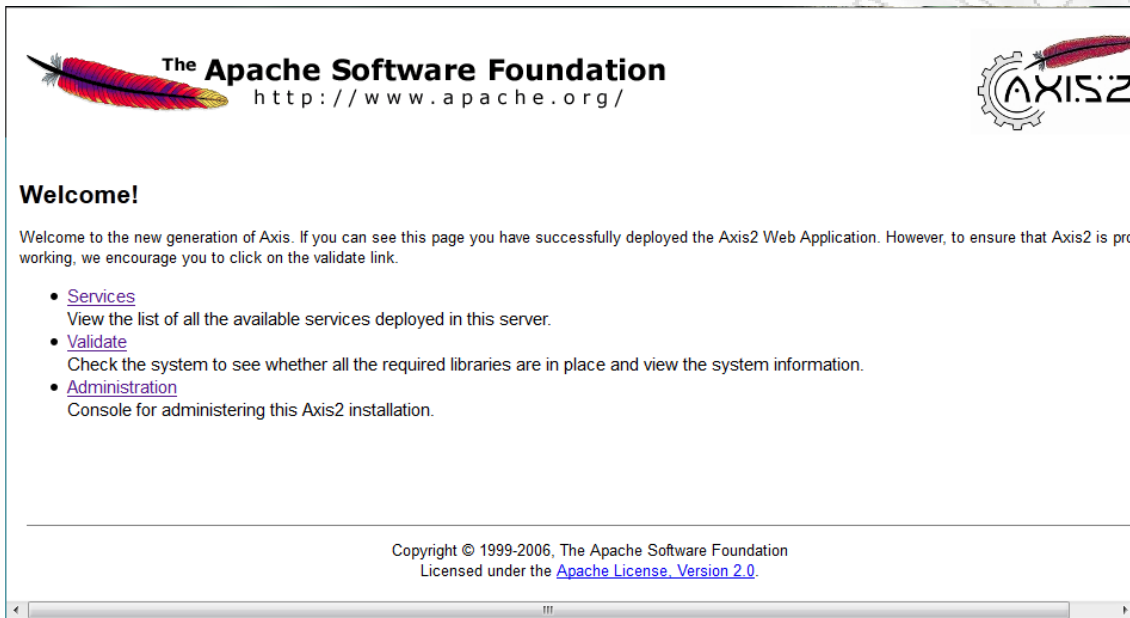 The Apache Software Foundation
http://www.apache.org/
AXIS2
Welcome!
Welcome to the new generation of Axis. If you can see this page you have successfully deployed the Axis2 Web Application. However, to ensure that Axis2 is
working, we encourage you to click on the validate link.
Services
View the list of all the available services deployed in this server.
Validate
Check the system to see whether all the required libraries are in place and view the system information.
Administration
Console for administering this Axis2 installation.
Copyright © 1999-2006, The Apache Software Foundation
Licensed under the Apache License, Version 2.0.